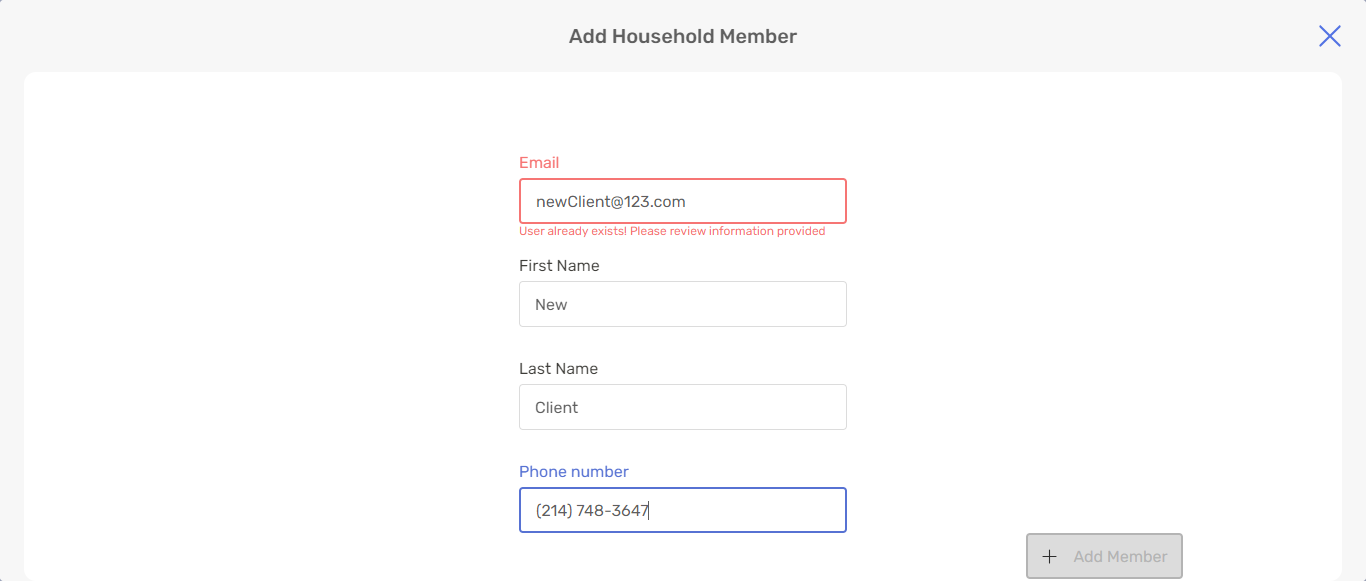 Add Household Member
Email
newClient@123.com
User already exists! Please review information provided
First Name
New
Last Name
Client
Phone number
(214) 748-3647
Add Member